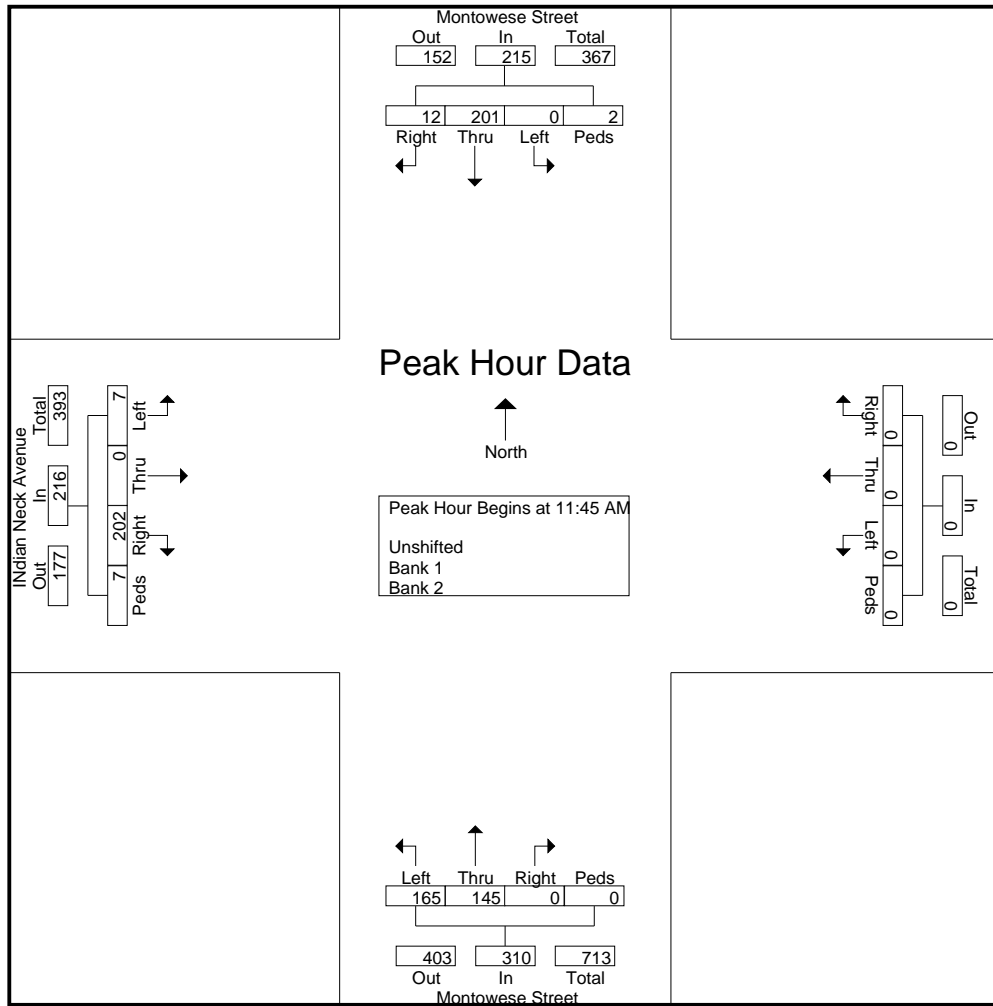 Montowese Street
Out In Total
152 215 367
12 201 0 2
Right Thru Left Peds
Peak Hour Data
North
Peak Hour Begins at 11:45 AM
Unshifted
Bank 1
Bank 2
INdian Neck Avenue
Out In Total
177 216 393
7 202 0 7
Peds Right Thru Left
Out In Total
0 0 0
0 0 0 0
Right Thru Left Peds
Left Thru Right Peds
165 145 0 0
403 310 713
Out In Total
Montowese Street